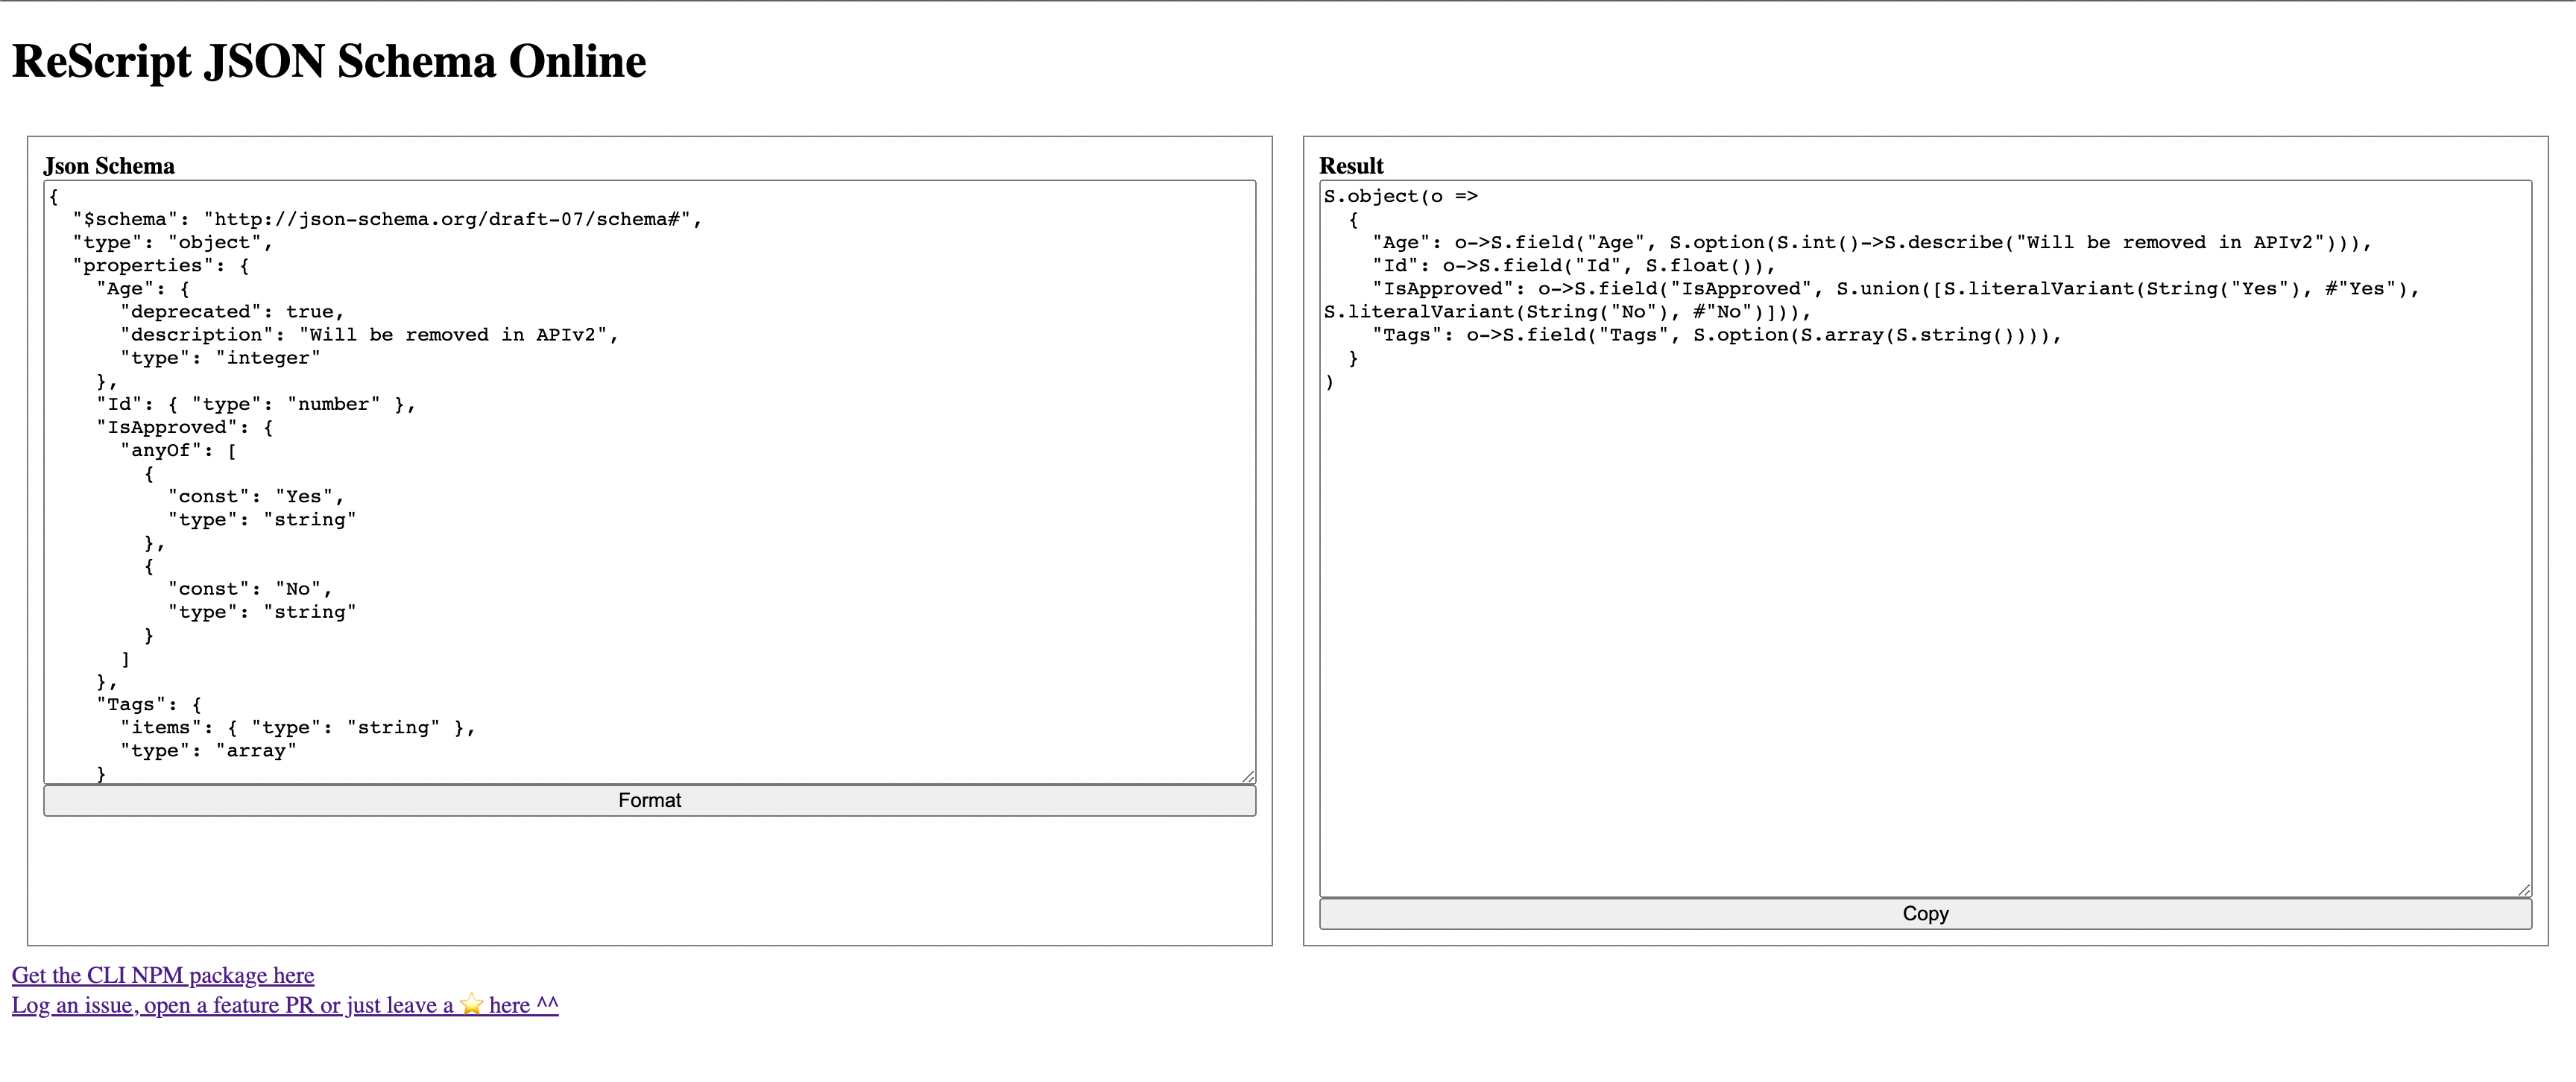 ReScript JSON Schema Online
Json Schema
{
  "$schema": "http://json-schema.org/draft-07/schema#",
  "type": "object",
  "properties": {
    "Age": {
      "deprecated": true,
      "description": "Will be removed in APIv2",
      "type": "integer"
    },
    "Id": { "type": "number" },
    "IsApproved": {
      "anyOf": [
        {
          "const": "Yes",
          "type": "string"
        },
        {
          "const": "No",
          "type": "string"
        }
      ]
    },
    "Tags": {
      "items": { "type": "string" },
      "type": "array"
    }
Format
Result
S.object(o =>
  {
    "Age": o->S.field("Age", S.option(S.int()->S.describe("Will be removed in APIv2"))),
    "Id": o->S.field("Id", S.float()),
    "IsApproved": o->S.field("IsApproved", S.union([S.literalVariant(String("Yes"), #"Yes"),
S.literalVariant(String("No"), #"No")])),
    "Tags": o->S.field("Tags", S.option(S.array(S.string()))),
  }
)
Copy
Get the CLI NPM package here
Log an issue, open a feature PR or just leave a ⭐ here ^^